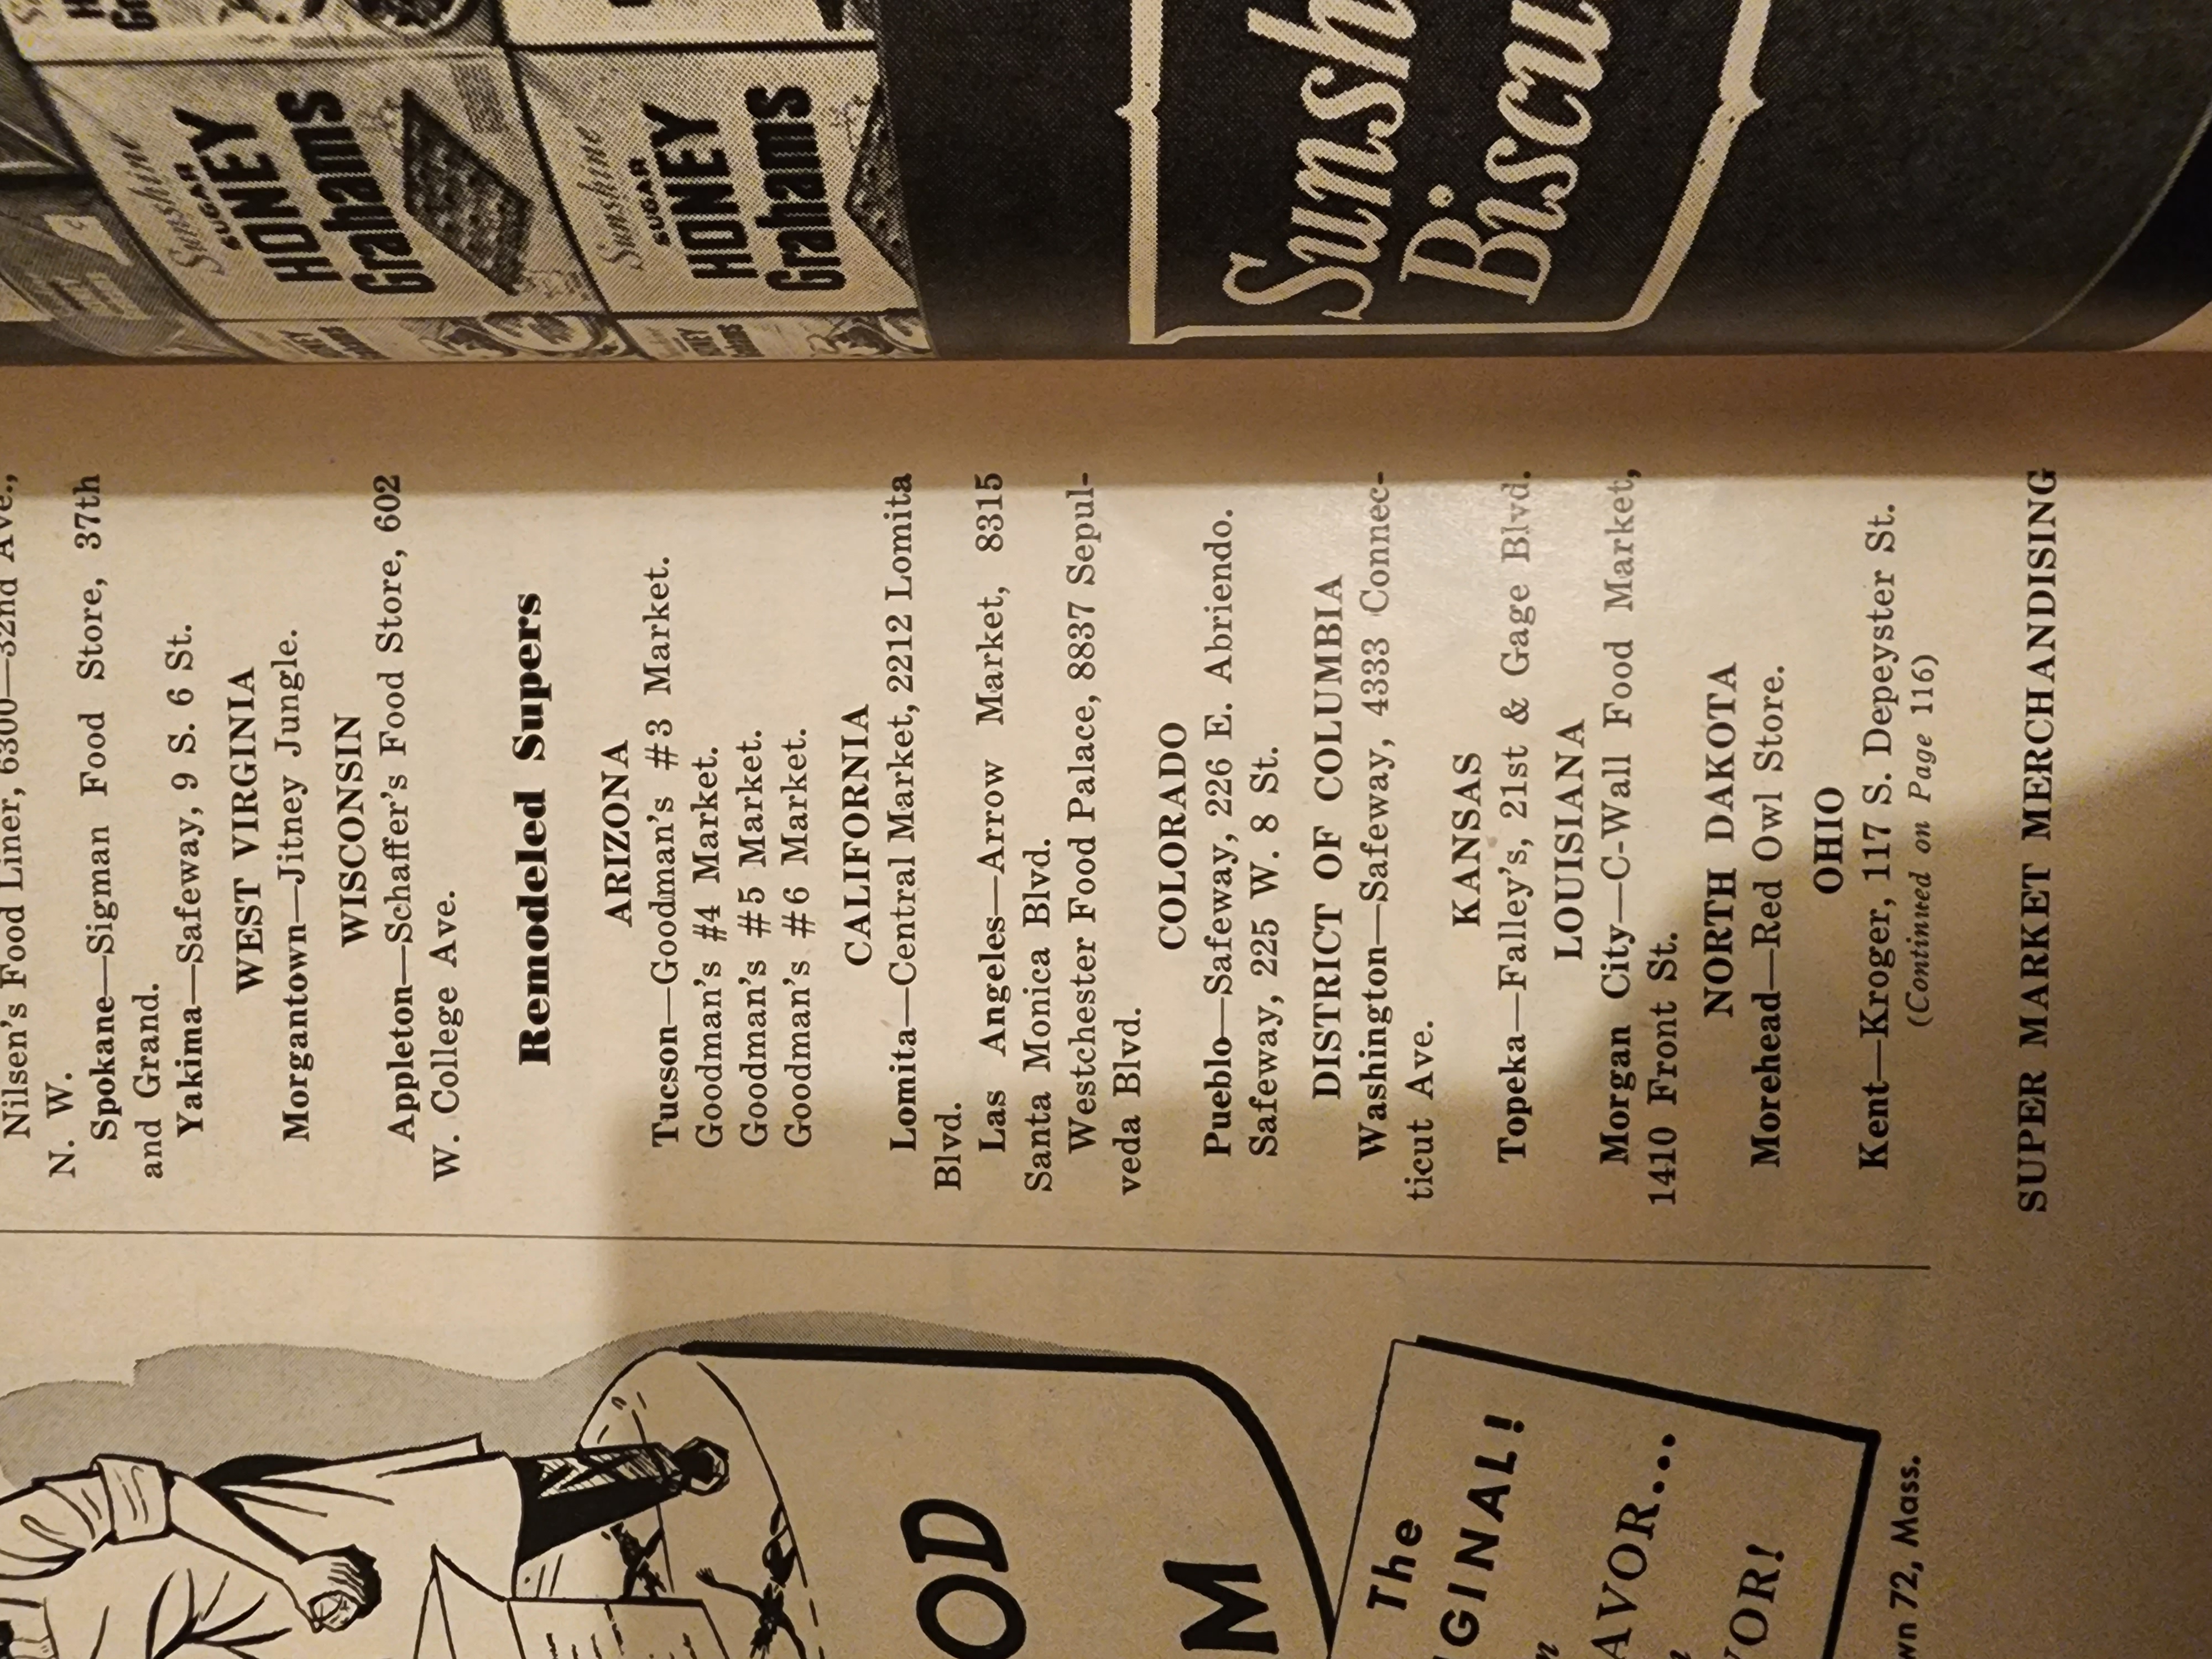 Nilsen's Food Liner, 6300—32nd Ave.,
N. W.
Spokane—Sigman Food Store, 37th
and Grand.
Yakima—Safeway, 9 S. 6 St.
WEST VIRGINIA
Morgantown—Jitney Jungle.
WISCONSIN
Appleton—Schaffer's Food Store, 602
W. College Ave.
Remodeled Supers
ARIZONA
Tucson—Goodman's #3 Market.
Goodman's #4 Market.
Goodman's #5 Market.
Goodman's #6 Market.
CALIFORNIA
Lomita—Central Market, 2212 Lomita
Blvd.
Las Angeles—Arrow Market, 8315
Santa Monica Blvd.
Westchester Food Palace, 8837 Sepul-
veda Blvd.
COLORADO
Pueblo—Safeway, 226 E. Abriendo.
Safeway, 225 W. 8 St.
DISTRICT OF COLUMBIA
Washington—Safeway, 4333 Connec-
ticut Ave.
KANSAS
Topeka—Falley's, 21st & Gage Blvd.
LOUISIANA
Morgan City—C-Wall Food Market,
1410 Front St.
NORTH DAKOTA
Morehead—Red Owl Store.
OHIO
Kent—Kroger, 117 S. Depeyster St.
(Continued on Page 116)
SUPER MARKET MERCHANDISING
OD
M
The
GINAL!
AVOR...
VOR!
wn 72, Mass.
Sunshine
SUGAR
HONEY
Grahams
Sunshine
SUGAR
HONEY
Grahams
Sunsh
Biscu